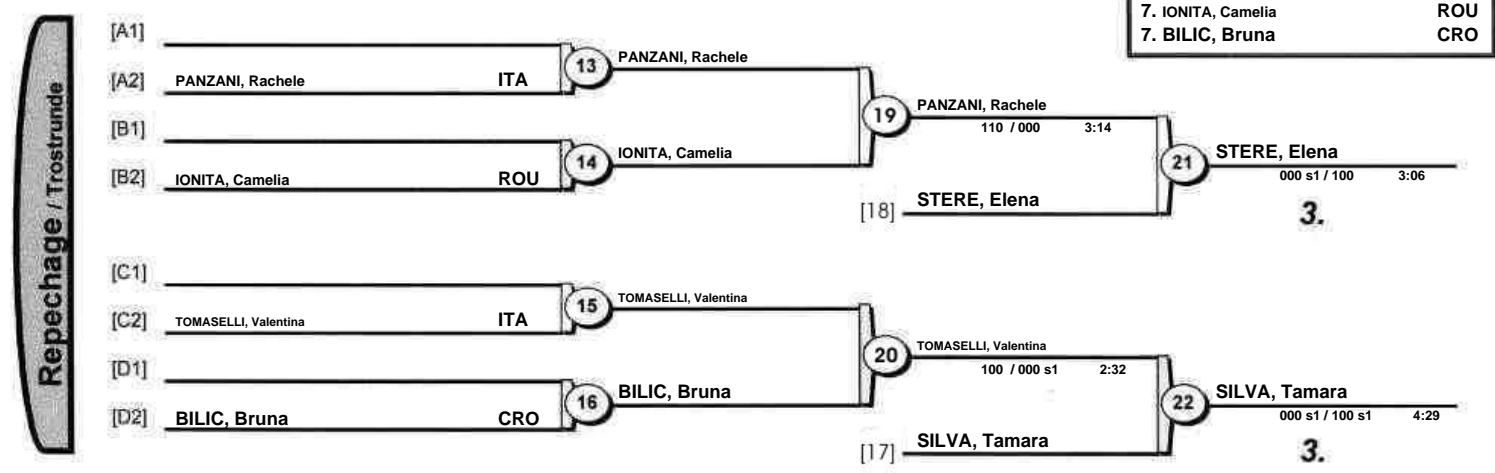 7. IONITA, Camelia ROU
7. BILIC, Bruna CRO
Repechage / Trostrunde
[A1]
[A2] PANZANI, Rachele ITA
13 PANZANI, Rachele
[B1]
[B2] IONITA, Camelia ROU
14 IONITA, Camelia
19 PANZANI, Rachele
110 / 000 3:14
[18] STERE, Elena
21 STERE, Elena
000 s1 / 100 3:06
3.
[C1]
[C2] TOMASELLI, Valentina ITA
15 TOMASELLI, Valentina
[D1]
[D2] BILIC, Bruna CRO
16 BILIC, Bruna
20 TOMASELLI, Valentina
100 / 000 s1 2:32
[17] SILVA, Tamara
22 SILVA, Tamara
000 s1 / 100 s1 4:29
3.